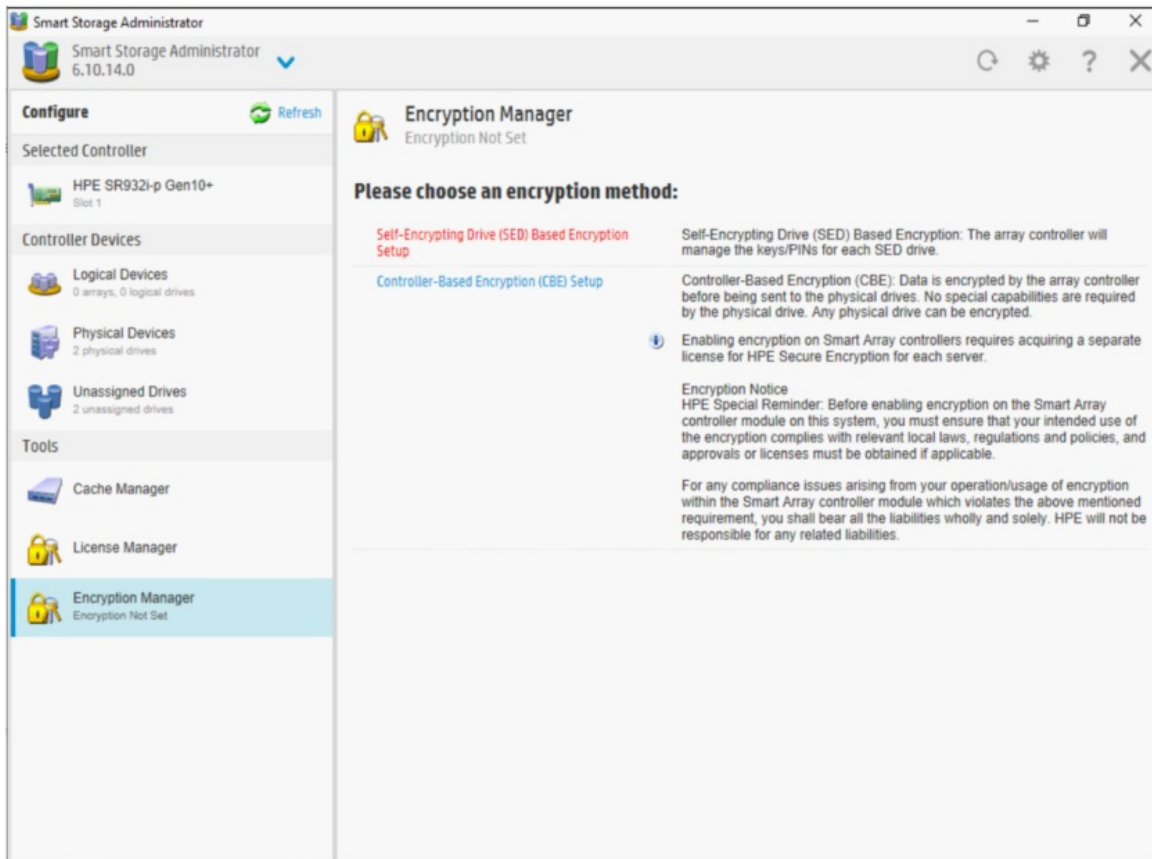 Smart Storage Administrator
Smart Storage Administrator
6.10.14.0
?
Configure
Refresh
Selected Controller
HPE SR932i-p Gen10+
Slot 1
Controller Devices
Logical Devices
0 arrays, 0 logical drives
Physical Devices
2 physical drives
Unassigned Drives
2 unassigned drives
Tools
Cache Manager
License Manager
Encryption Manager
Encryption Not Set
Encryption Manager
Encryption Not Set
Please choose an encryption method:
Self-Encrypting Drive (SED) Based Encryption
Setup
Self-Encrypting Drive (SED) Based Encryption: The array controller will
manage the keys/PINs for each SED drive.
Controller-Based Encryption (CBE) Setup
Controller-Based Encryption (CBE): Data is encrypted by the array controller
before being sent to the physical drives. No special capabilities are required
by the physical drive. Any physical drive can be encrypted.
Enabling encryption on Smart Array controllers requires acquiring a separate
license for HPE Secure Encryption for each server.
Encryption Notice
HPE Special Reminder: Before enabling encryption on the Smart Array
controller module on this system, you must ensure that your intended use of
the encryption complies with relevant local laws, regulations and policies, and
approvals or licenses must be obtained if applicable.
For any compliance issues arising from your operation/usage of encryption
within the Smart Array controller module which violates the above mentioned
requirement, you shall bear all the liabilities wholly and solely. HPE will not be
responsible for any related liabilities.